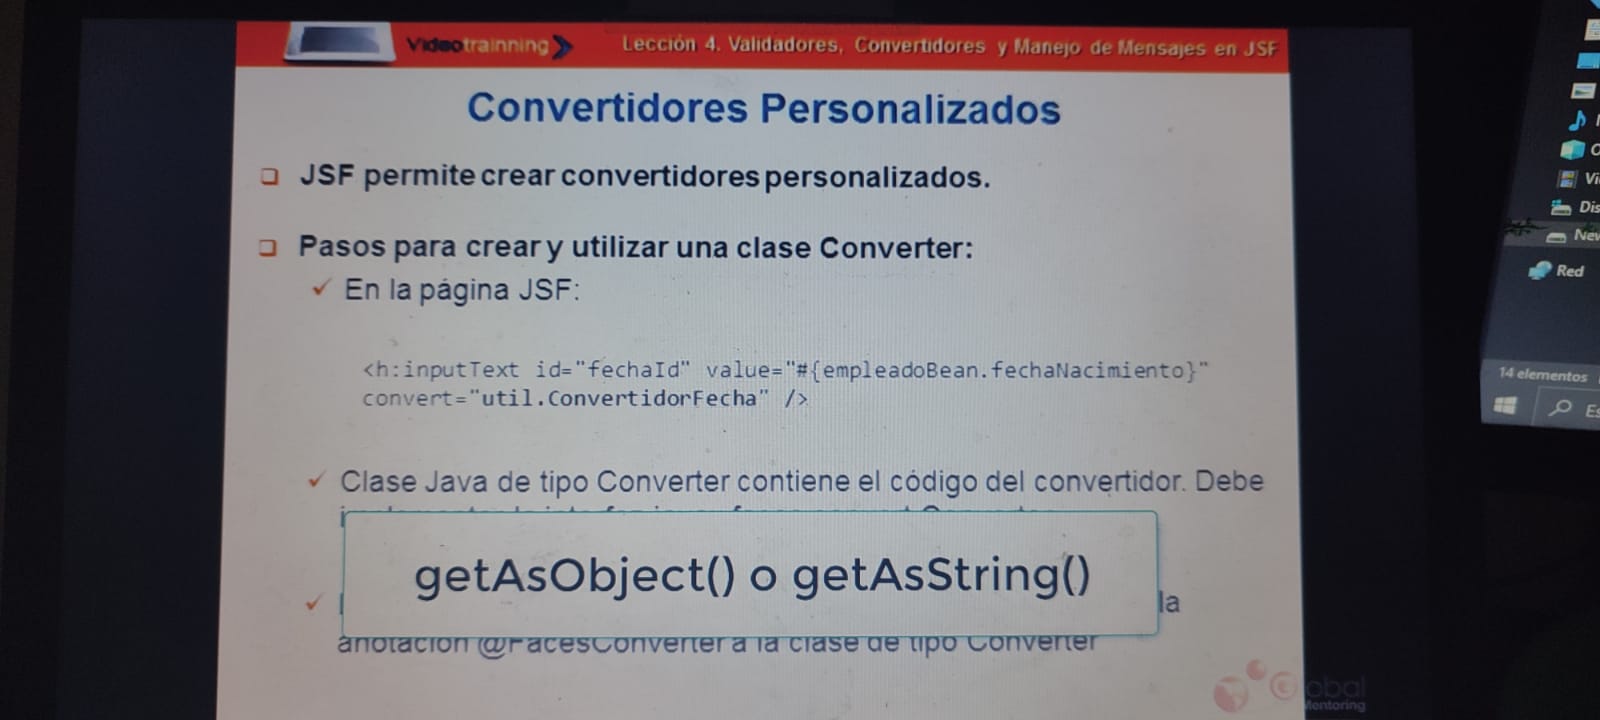 Videotrainning
Lección 4. Validadores, Convertidores y Manejo de Mensajes en JSF
Convertidores Personalizados
JSF permite crear convertidores personalizados.
Pasos para crear y utilizar una clase Converter:
En la página JSF:
<h:inputText id="fechaId" value="#{empleadoBean.fechaNacimiento}"
convert="util.ConvertidorFecha" />
Clase Java de tipo Converter contiene el código del convertidor. Debe
getAsObject() o getAsString()
la
anotación @FacesConverter a la clase de tipo Converter
Global
Mentoring
Vi
Dis
New
Red
14 elementos
Es